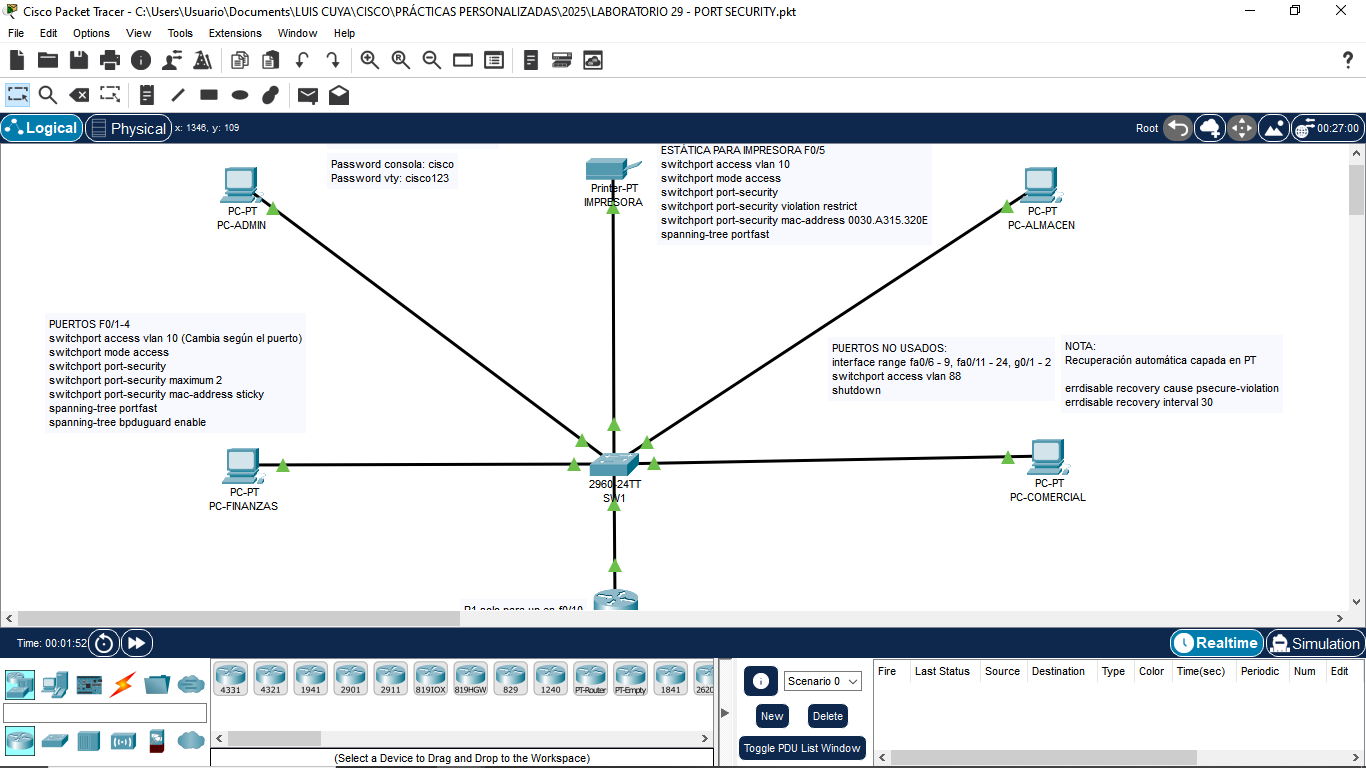 Cisco Packet Tracer - C:\Users\Usuario\Documents\LUIS CUYA\CISCO\PRÁCTICAS PERSONALIZADAS\2025\LABORATORIO 29 - PORT SECURITY.pkt
File Edit Options View Tools Extensions Window Help
Logical Physical x: 1346, y: 109 Root 00:27:00
Password consola: cisco
Password vty: cisco123
ESTÁTICA PARA IMPRESORA F0/5
switchport access vlan 10
switchport mode access
switchport port-security
switchport port-security violation restrict
switchport port-security mac-address 0030.A315.320E
spanning-tree portfast
PC-PT
PC-ADMIN
Printer-PT
IMPRESORA
PC-PT
PC-ALMACEN
PUERTOS F0/1-4
switchport access vlan 10 (Cambia según el puerto)
switchport mode access
switchport port-security
switchport port-security maximum 2
switchport port-security mac-address sticky
spanning-tree portfast
spanning-tree bpduguard enable
PUERTOS NO USADOS:
interface range fa0/6 - 9, fa0/11 - 24, g0/1 - 2
switchport access vlan 88
shutdown
NOTA:
Recuperación automática capada en PT
errdisable recovery cause psecure-violation
errdisable recovery interval 30
PC-PT
PC-FINANZAS
2960-24TT
SW1
PC-PT
PC-COMERCIAL
Time: 00:01:52 Realtime Simulation
4331 4321 1941 2901 2911 819IOX 819HGW 829 1240 PT-Router PT-Empty 1841 2620
(Select a Device to Drag and Drop to the Workspace)
Scenario 0
New Delete
Toggle PDU List Window
Fire Last Status Source Destination Type Color Time(sec) Periodic Num Edit